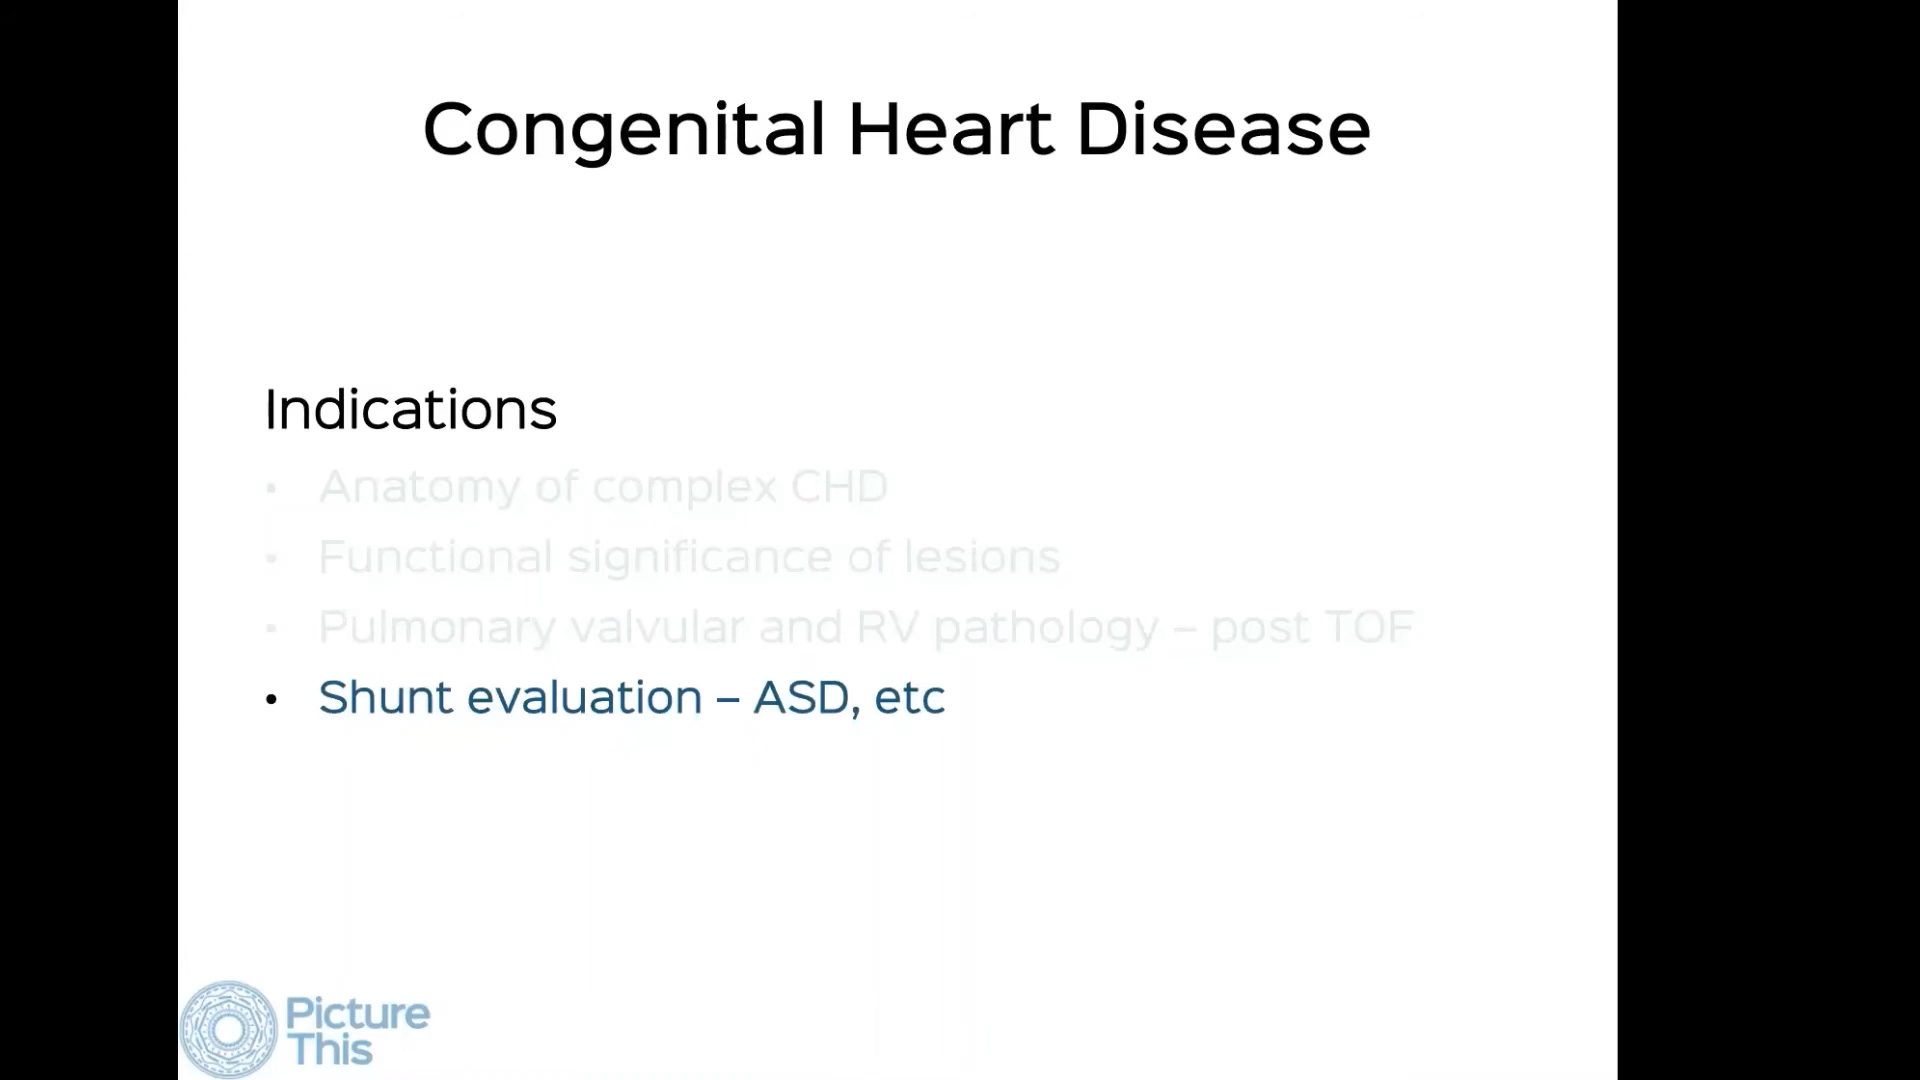 Congenital Heart Disease
Indications
• Anatomy of complex CHD
• Functional significance of lesions
• Pulmonary valvular and RV pathology – post TOF
• Shunt evaluation – ASD, etc
Picture
This